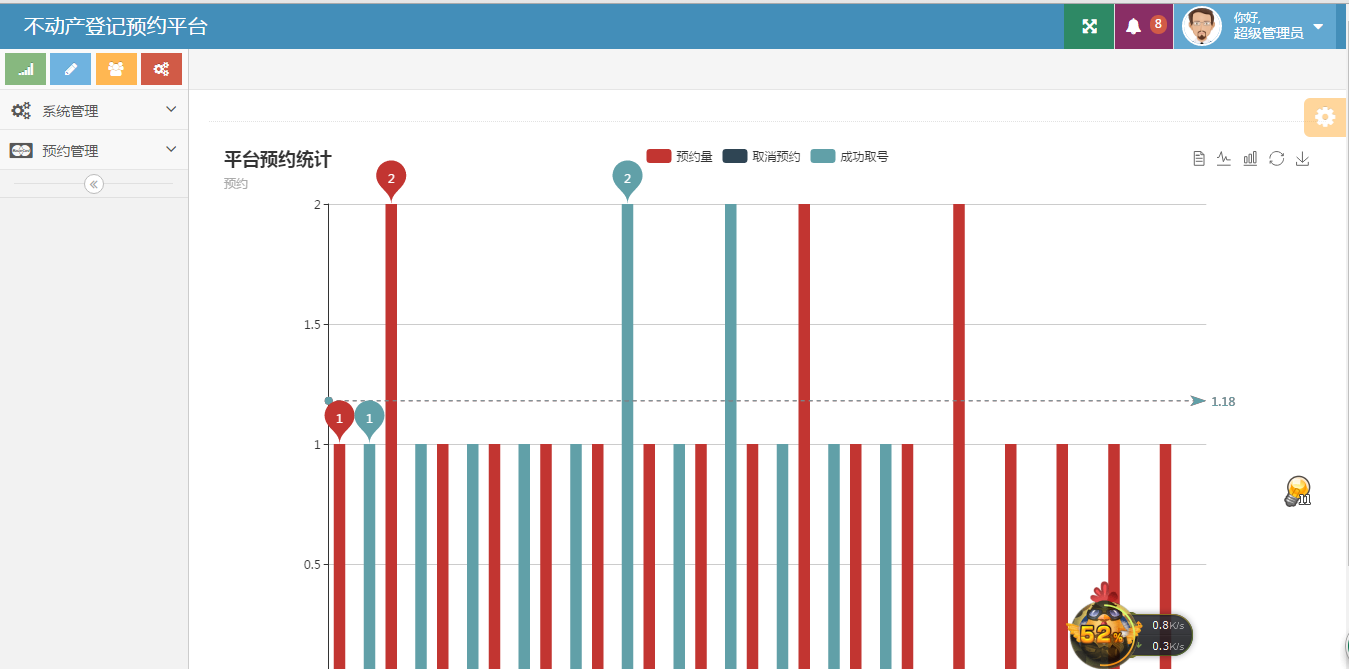 不动产登记预约平台
8
你好,
超级管理员
系统管理
预约管理
平台预约统计
预约
预约量
取消预约
成功取号
2
2
2
1.5
1.18
1
1
1
0.5
11
52%
0.8K/s
0.3K/s